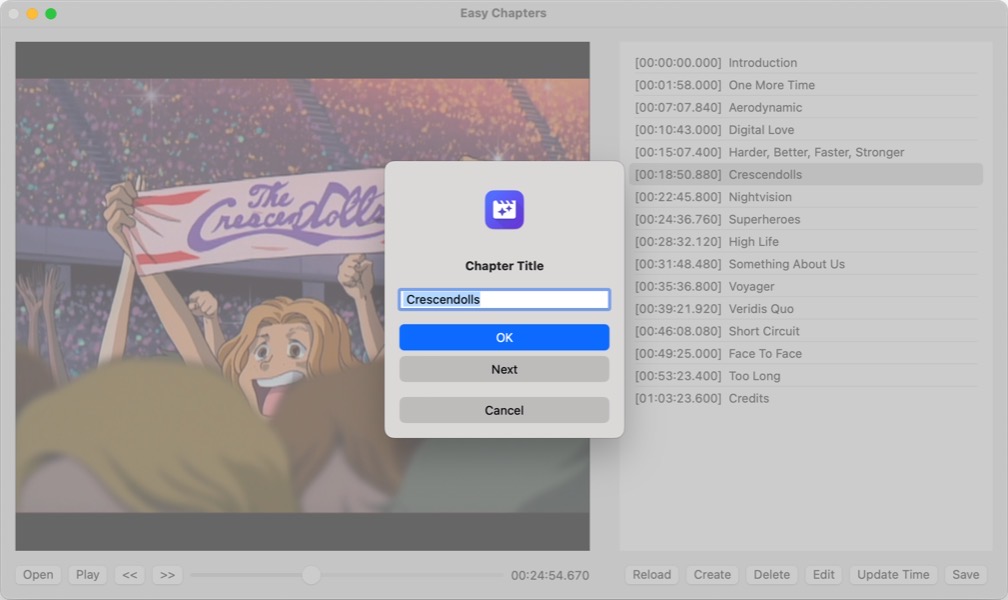 Easy Chapters
The
Crescendolls
[00:00:00.000] Introduction
[00:01:58.000] One More Time
[00:07:07.840] Aerodynamic
[00:10:43.000] Digital Love
[00:15:07.400] Harder, Better, Faster, Stronger
[00:18:50.880] Crescendolls
[00:22:45.800] Nightvision
[00:24:36.760] Superheroes
[00:28:32.120] High Life
[00:31:48.480] Something About Us
[00:35:36.800] Voyager
[00:39:21.920] Veridis Quo
[00:46:08.080] Short Circuit
[00:49:25.000] Face To Face
[00:53:23.400] Too Long
[01:03:23.600] Credits
Chapter Title
Crescendolls
OK
Next
Cancel
Open Play << >> 00:24:54.670 Reload Create Delete Edit Update Time Save